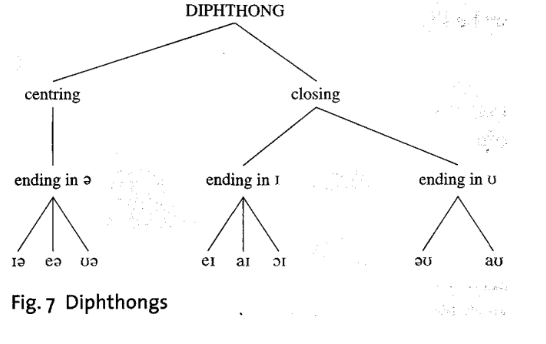 DIPHTHONG
centring closing
ending in ə ending in ɪ ending in ʊ
ɪə eə ʊə eɪ aɪ ɔɪ əʊ aʊ
Fig. 7 Diphthongs